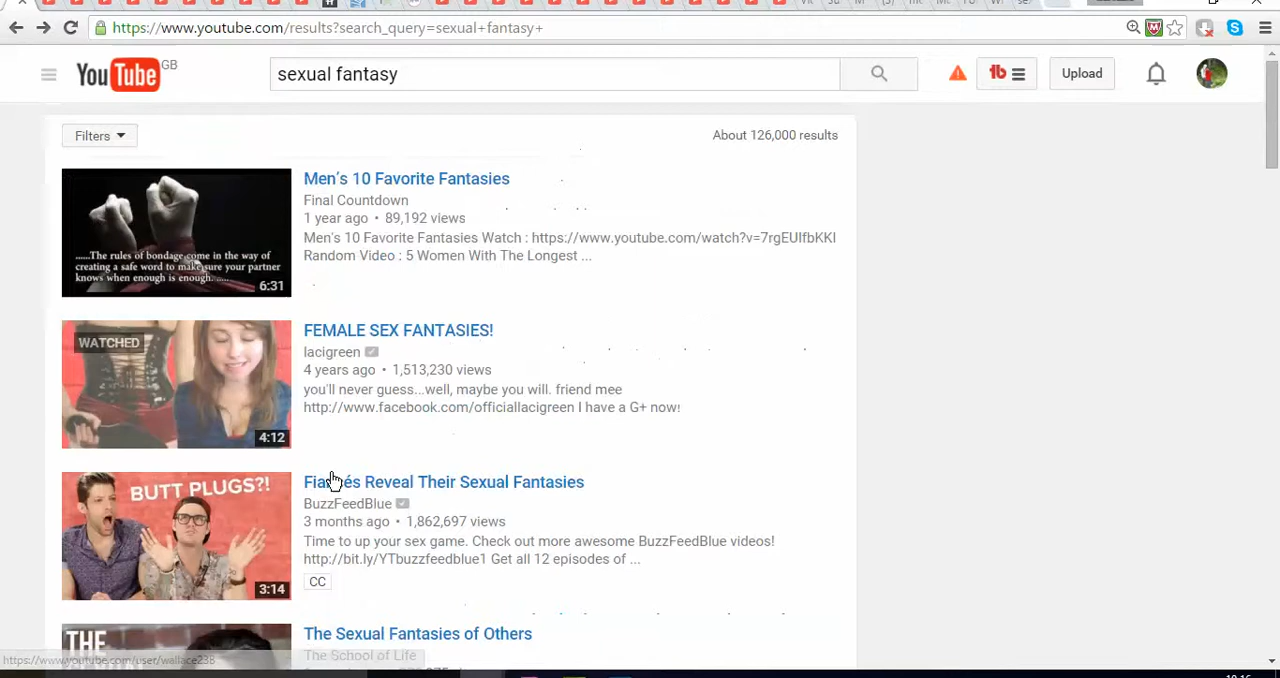 https://www.youtube.com/results?search_query=sexual+fantasy+
YouTube GB
sexual fantasy
Upload
Filters
About 126,000 results
.....The rules of bondage come in the way of
creating a safe word to make sure your partner
knows when enough is enough. .....
6:31
Men's 10 Favorite Fantasies
Final Countdown
1 year ago • 89,192 views
Men's 10 Favorite Fantasies Watch : https://www.youtube.com/watch?v=7rgEUIfbKKI
Random Video : 5 Women With The Longest ...
WATCHED
4:12
FEMALE SEX FANTASIES!
lacigreen
4 years ago • 1,513,230 views
you'll never guess...well, maybe you will. friend mee
http://www.facebook.com/officiallacigreen I have a G+ now!
BUTT PLUGS?!
3:14
Fiancés Reveal Their Sexual Fantasies
BuzzFeedBlue
3 months ago • 1,862,697 views
Time to up your sex game. Check out more awesome BuzzFeedBlue videos!
http://bit.ly/YTbuzzfeedblue1 Get all 12 episodes of ...
CC
THE
The Sexual Fantasies of Others
The School of Life
https://www.youtube.com/user/wallace238